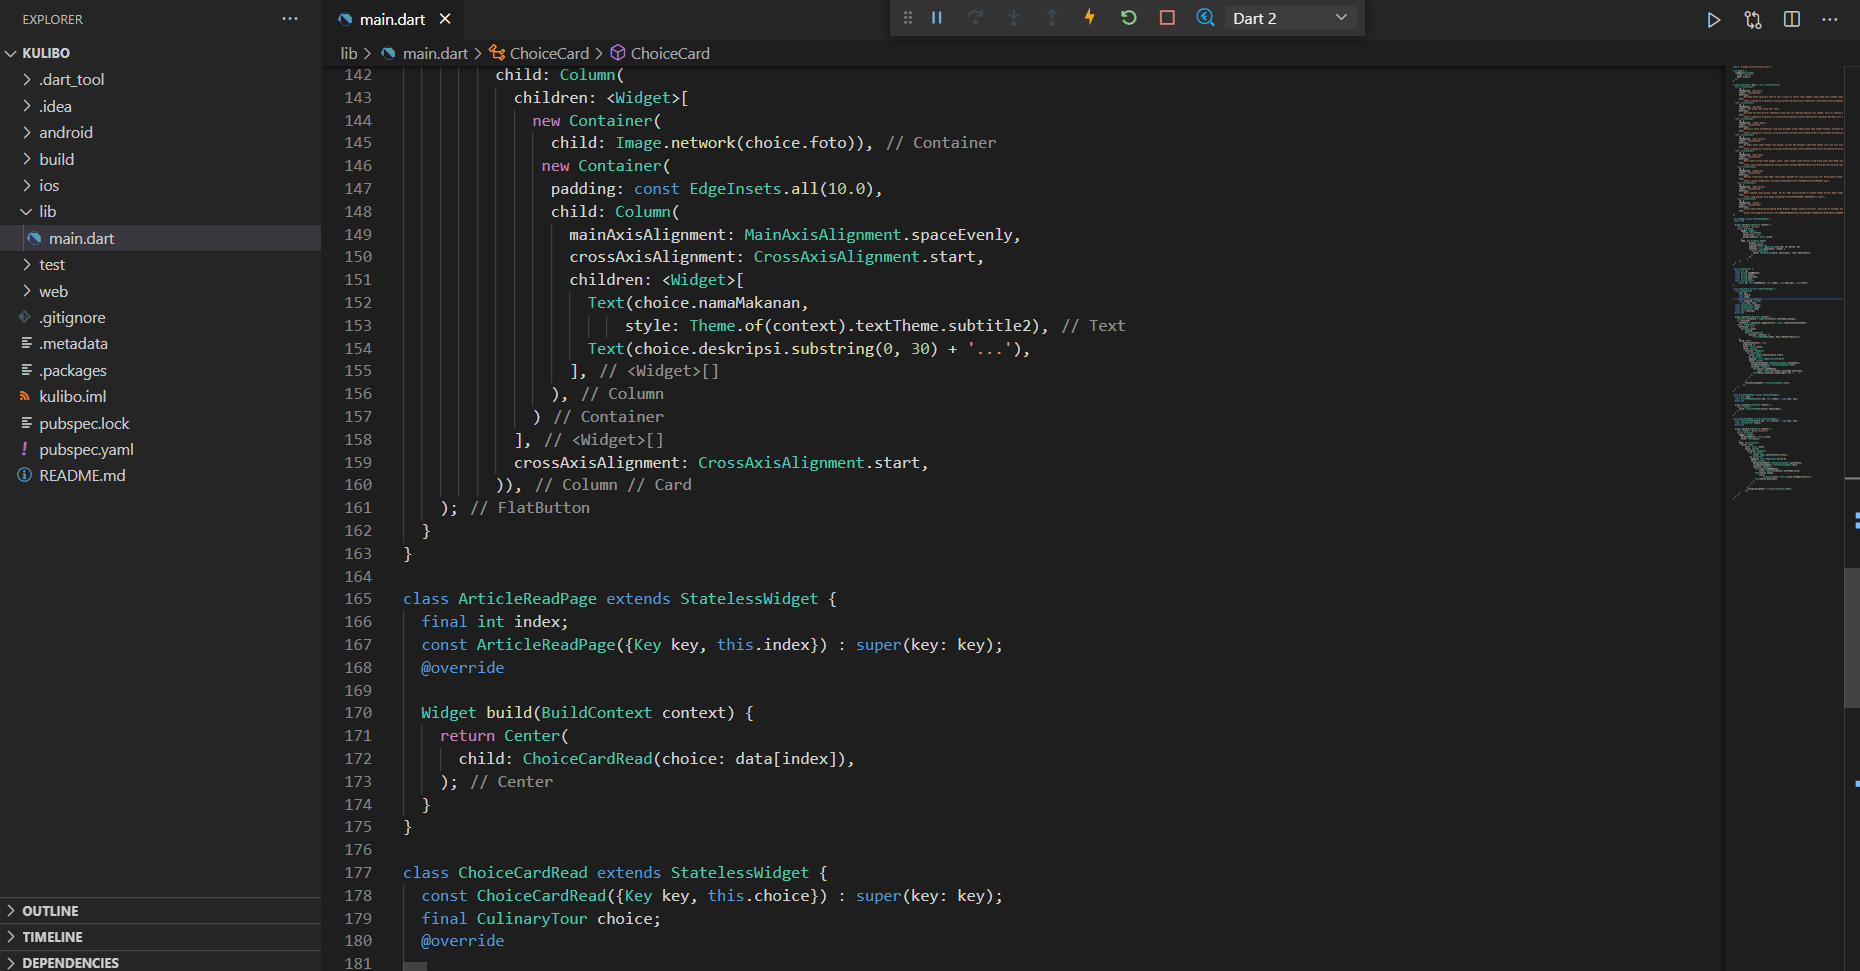 EXPLORER
KULIBO
.dart_tool
.idea
android
build
ios
lib
main.dart
test
web
.gitignore
.metadata
.packages
kulibo.iml
pubspec.lock
pubspec.yaml
README.md
OUTLINE
TIMELINE
DEPENDENCIES
main.dart
Dart 2
lib > main.dart > ChoiceCard > ChoiceCard
142 child: Column(
143 children: <Widget>[
144 new Container(
145 child: Image.network(choice.foto)), // Container
146 new Container(
147 padding: const EdgeInsets.all(10.0),
148 child: Column(
149 mainAxisAlignment: MainAxisAlignment.spaceEvenly,
150 crossAxisAlignment: CrossAxisAlignment.start,
151 children: <Widget>[
152 Text(choice.namaMakanan,
153 style: Theme.of(context).textTheme.subtitle2), // Text
154 Text(choice.deskripsi.substring(0, 30) + '...'),
155 ], // <Widget>[]
156 ), // Column
157 ) // Container
158 ], // <Widget>[]
159 crossAxisAlignment: CrossAxisAlignment.start,
160 )), // Column // Card
161 ); // FlatButton
162 }
163 }
164
165 class ArticleReadPage extends StatelessWidget {
166 final int index;
167 const ArticleReadPage({Key key, this.index}) : super(key: key);
168 @override
169
170 Widget build(BuildContext context) {
171 return Center(
172 child: ChoiceCardRead(choice: data[index]),
173 ); // Center
174 }
175 }
176
177 class ChoiceCardRead extends StatelessWidget {
178 const ChoiceCardRead({Key key, this.choice}) : super(key: key);
179 final CulinaryTour choice;
180 @override
181